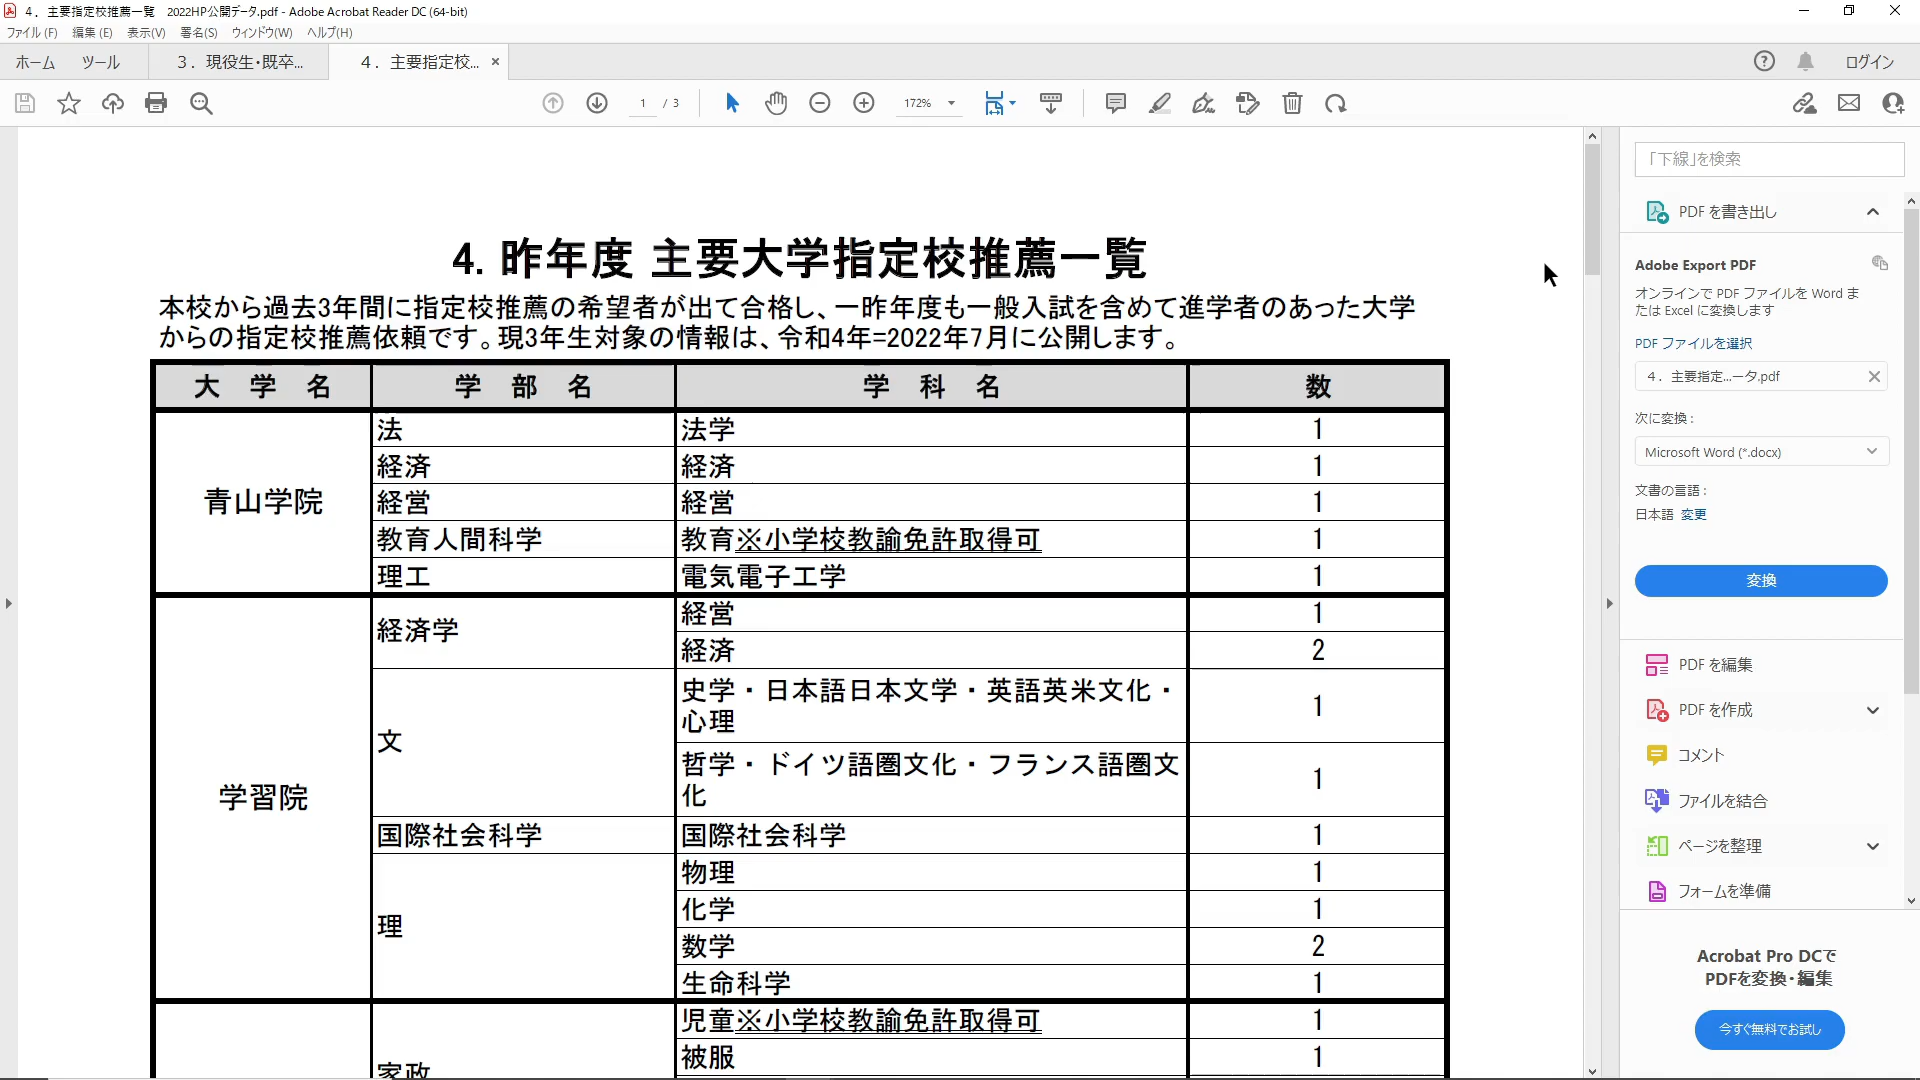 ４．主要指定校推薦一覧　2022HP公開データ.pdf - Adobe Acrobat Reader DC (64-bit)
ファイル(F) 編集(E) 表示(V) 署名(S) ウィンドウ(W) ヘルプ(H)
ホーム ツール ３．現役生・既卒... ４．主要指定校... × ログイン
1 / 3 172%
「下線」を検索
PDF を書き出し
Adobe Export PDF
オンラインで PDF ファイルを Word ま
たは Excel に変換します
PDF ファイルを選択
４．主要指定...ータ.pdf
次に変換 :
Microsoft Word (*.docx)
文書の言語 :
日本語 変更
変換
PDF を編集
PDF を作成
コメント
ファイルを結合
ページを整理
フォームを準備
Acrobat Pro DCで
PDFを変換・編集
今すぐ無料でお試し
4. 昨年度 主要大学指定校推薦一覧
本校から過去3年間に指定校推薦の希望者が出て合格し、一昨年度も一般入試を含めて進学者のあった大学
からの指定校推薦依頼です。現3年生対象の情報は、令和4年=2022年7月に公開します。
大 学 名 学 部 名 学 科 名 数
青山学院
法 法学 1
経済 経済 1
経営 経営 1
教育人間科学 教育※小学校教諭免許取得可 1
理工 電気電子工学 1
学習院
経済学 経営 1
経済 2
文
史学・日本語日本文学・英語英米文化・
心理 1
哲学・ドイツ語圏文化・フランス語圏文
化 1
国際社会科学 国際社会科学 1
理
物理 1
化学 1
数学 2
生命科学 1
家政
児童※小学校教諭免許取得可 1
被服 1